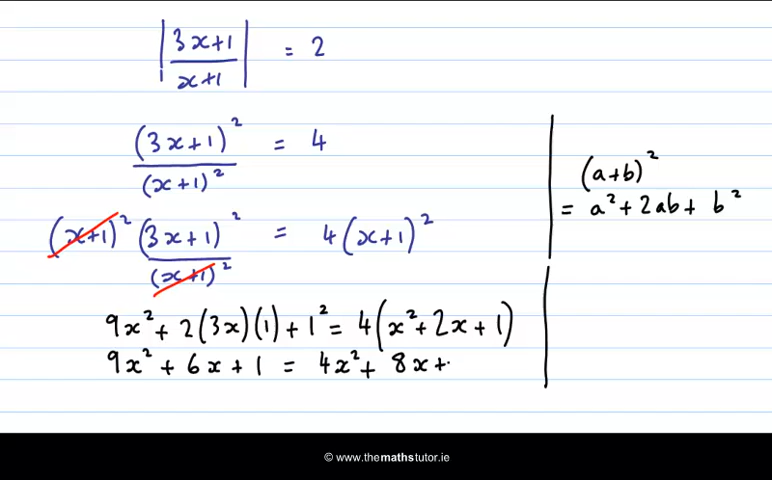 |3x+1 / x+1| = 2
(3x+1)² / (x+1)² = 4
(x+1)² (3x+1)² / (x+1)² = 4(x+1)²
9x² + 2(3x)(1) + 1² = 4(x² + 2x + 1)
9x² + 6x + 1 = 4x² + 8x +
(a+b)²
= a² + 2ab + b²
© www.themathstutor.ie